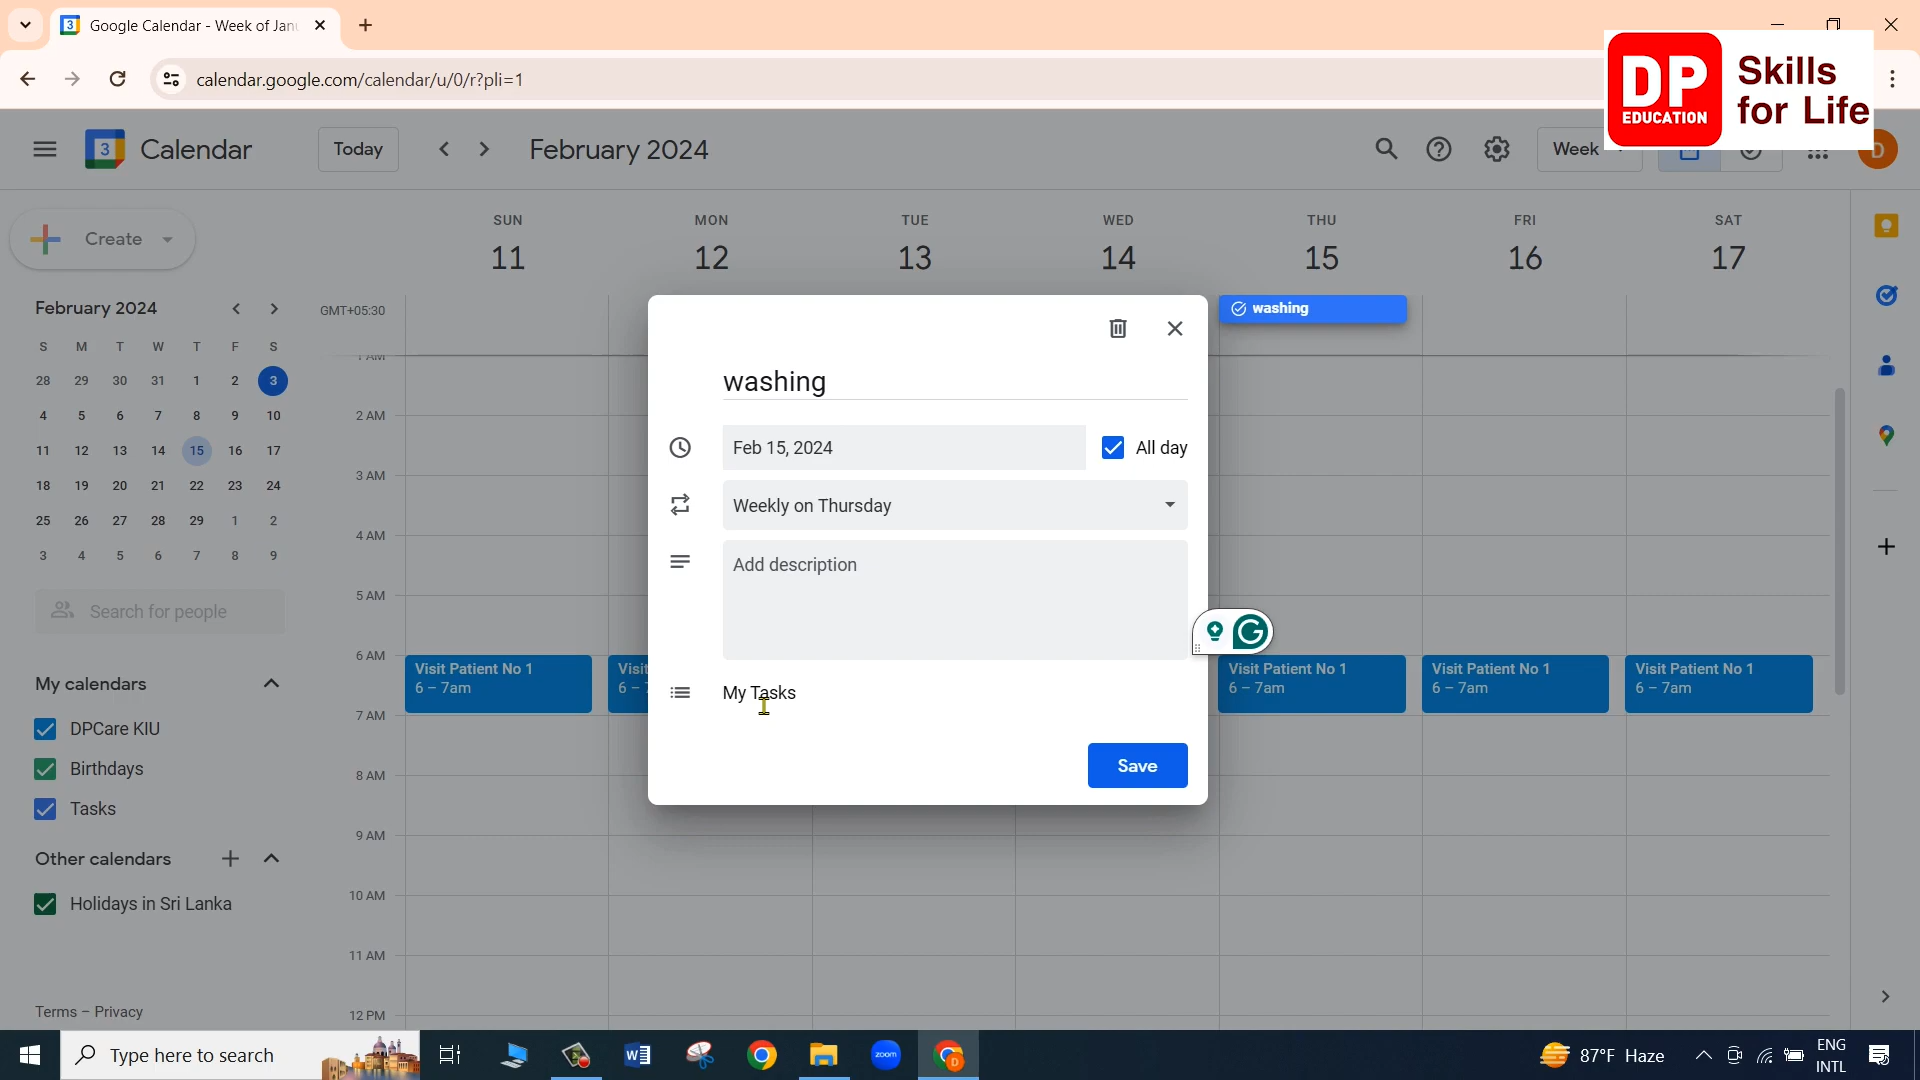 Google Calendar - Week of Jan
calendar.google.com/calendar/u/0/r?pli=1
DP
EDUCATION
Skills
for Life
3
Calendar
Today
February 2024
Week
D
Create
SUN
MON
TUE
WED
THU
FRI
SAT
11
12
13
14
15
16
17
February 2024
S M T W T F S
28 29 30 31 1 2 3
4 5 6 7 8 9 10
11 12 13 14 15 16 17
18 19 20 21 22 23 24
25 26 27 28 29 1 2
3 4 5 6 7 8 9
Search for people
My calendars
DPCare KIU
Birthdays
Tasks
Other calendars
Holidays in Sri Lanka
Terms – Privacy
GMT+05:30
1 AM
2 AM
3 AM
4 AM
5 AM
6 AM
7 AM
8 AM
9 AM
10 AM
11 AM
12 PM
washing
Visit Patient No 1
6 – 7am
Visit
6 – 7
Visit Patient No 1
6 – 7am
Visit Patient No 1
6 – 7am
Visit Patient No 1
6 – 7am
washing
Feb 15, 2024
All day
Weekly on Thursday
Add description
My Tasks
Save
Type here to search
zoom
87°F Haze
ENG
INTL